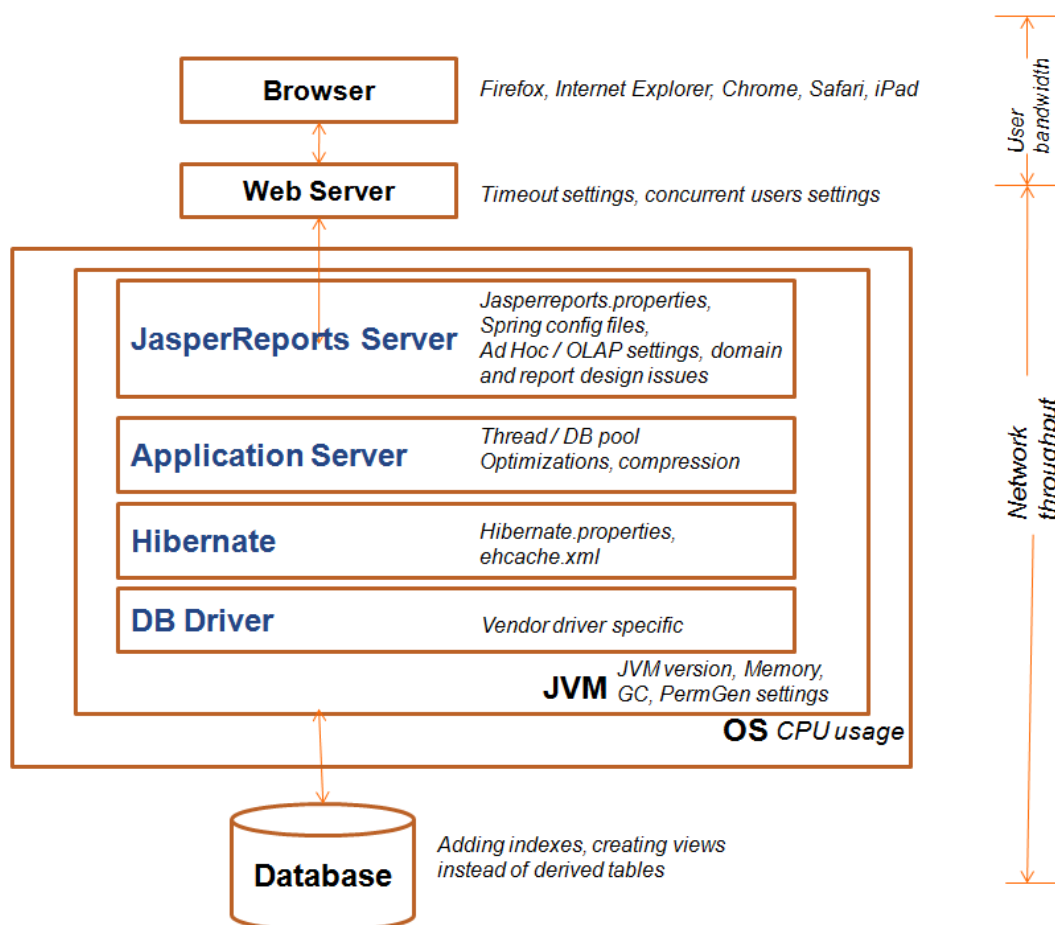 Browser
Firefox, Internet Explorer, Chrome, Safari, iPad
User
bandwidth
Web Server
Timeout settings, concurrent users settings
JasperReports Server
Jasperreports.properties,
Spring config files,
Ad Hoc / OLAP settings, domain
and report design issues
Application Server
Thread / DB pool
Optimizations, compression
Network
throughput
Hibernate
Hibernate.properties,
ehcache.xml
DB Driver
Vendor driver specific
JVM
JVM version, Memory,
GC, PermGen settings
OS CPU usage
Database
Adding indexes, creating views
instead of derived tables